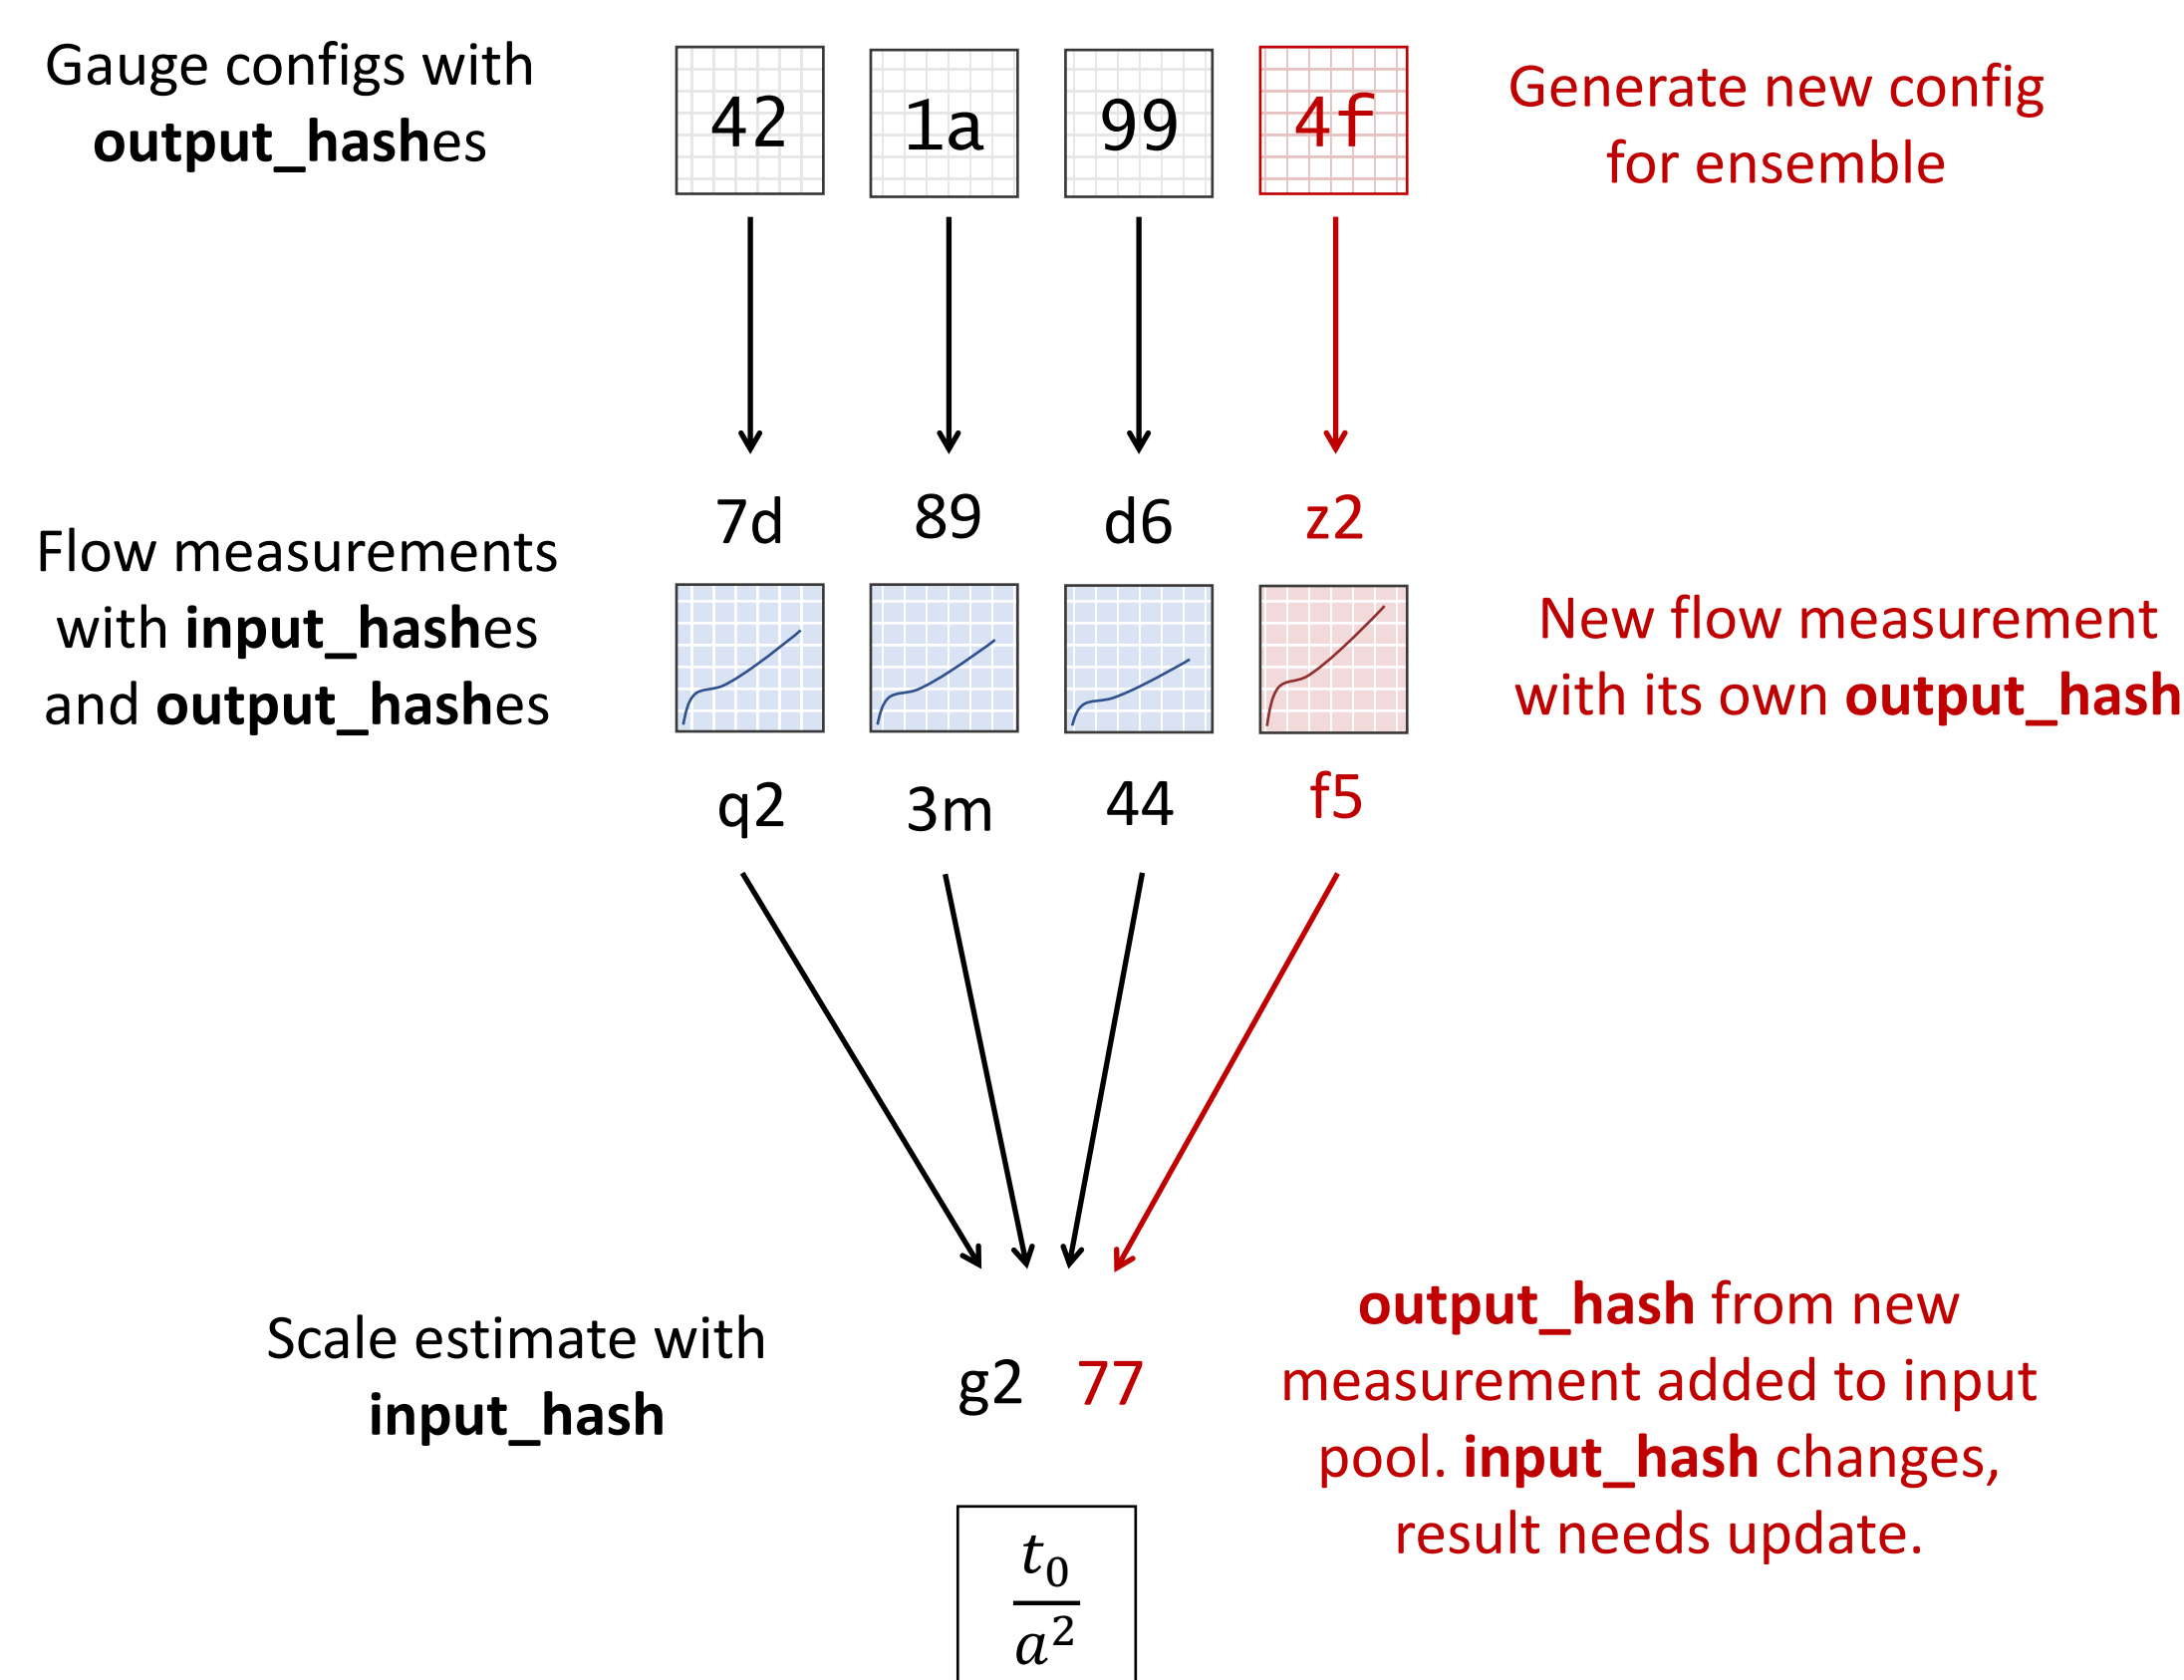 Gauge configs with
output_hashes
42 1a 99 4f
Generate new config
for ensemble
7d 89 d6 z2
Flow measurements
with input_hashes
and output_hashes
New flow measurement
with its own output_hash
q2 3m 44 f5
Scale estimate with
input_hash
g2 77
output_hash from new
measurement added to input
pool. input_hash changes,
result needs update.
t₀
a²